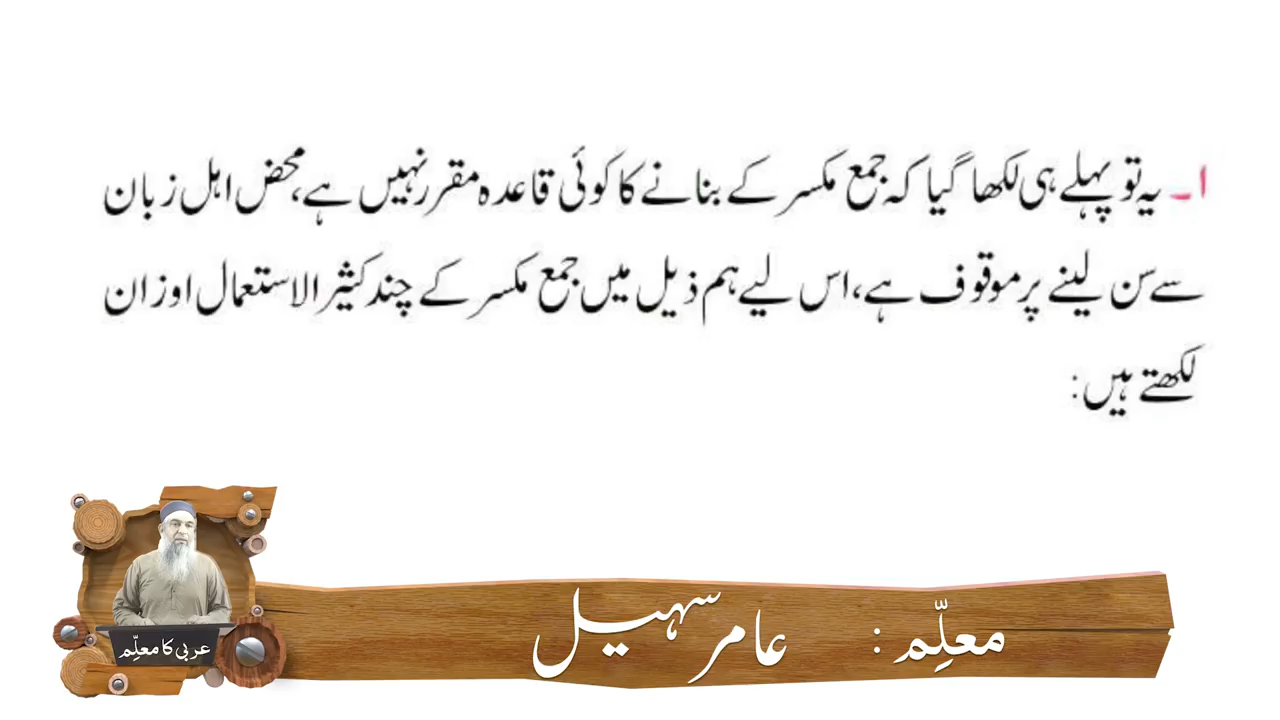 ۱۔ یہ تو پہلے ہی لکھا گیا کہ جمع مکسر کے بنانے کا کوئی قاعدہ مقرر نہیں ہے، محض اہل زبان
سے سن لینے پر موقوف ہے، اس لیے ہم ذیل میں جمع مکسر کے چند کثیر الاستعمال اوزان
لکھتے ہیں:
معلِّم : عامر سہیل
عربی کا معلِّم